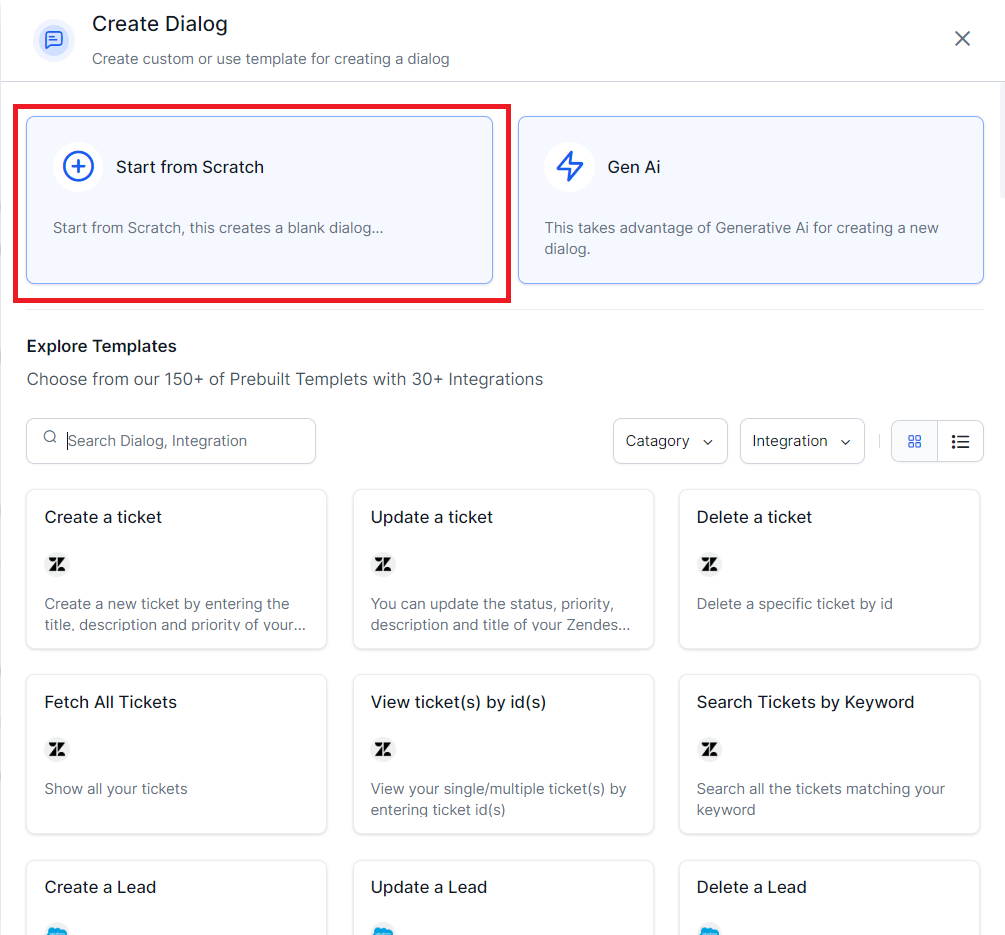 Create Dialog
Create custom or use template for creating a dialog
Start from Scratch
Start from Scratch, this creates a blank dialog...
Gen Ai
This takes advantage of Generative Ai for creating a new
dialog.
Explore Templates
Choose from our 150+ of Prebuilt Templets with 30+ Integrations
Search Dialog, Integration
Catagory
Integration
Create a ticket
Create a new ticket by entering the
title, description and priority of your...
Update a ticket
You can update the status, priority,
description and title of your Zendes...
Delete a ticket
Delete a specific ticket by id
Fetch All Tickets
Show all your tickets
View ticket(s) by id(s)
View your single/multiple ticket(s) by
entering ticket id(s)
Search Tickets by Keyword
Search all the tickets matching your
keyword
Create a Lead
Update a Lead
Delete a Lead